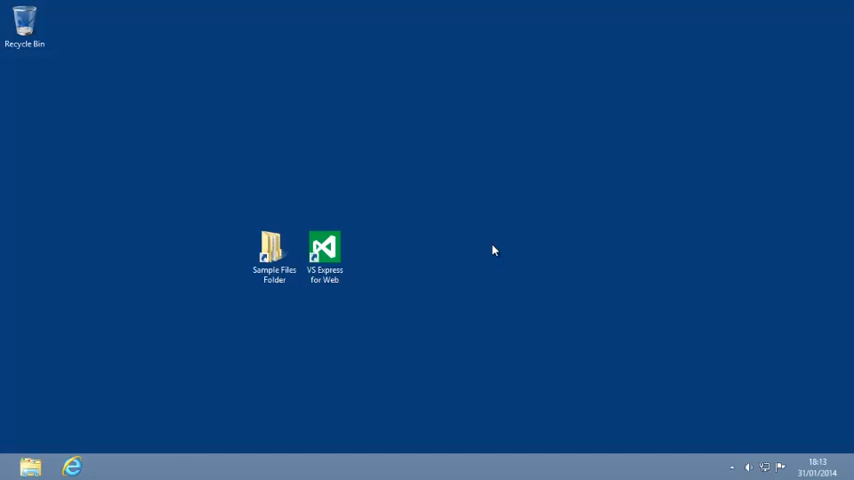 Recycle Bin
Sample Files
Folder
VS Express
for Web
18:13
31/01/2014